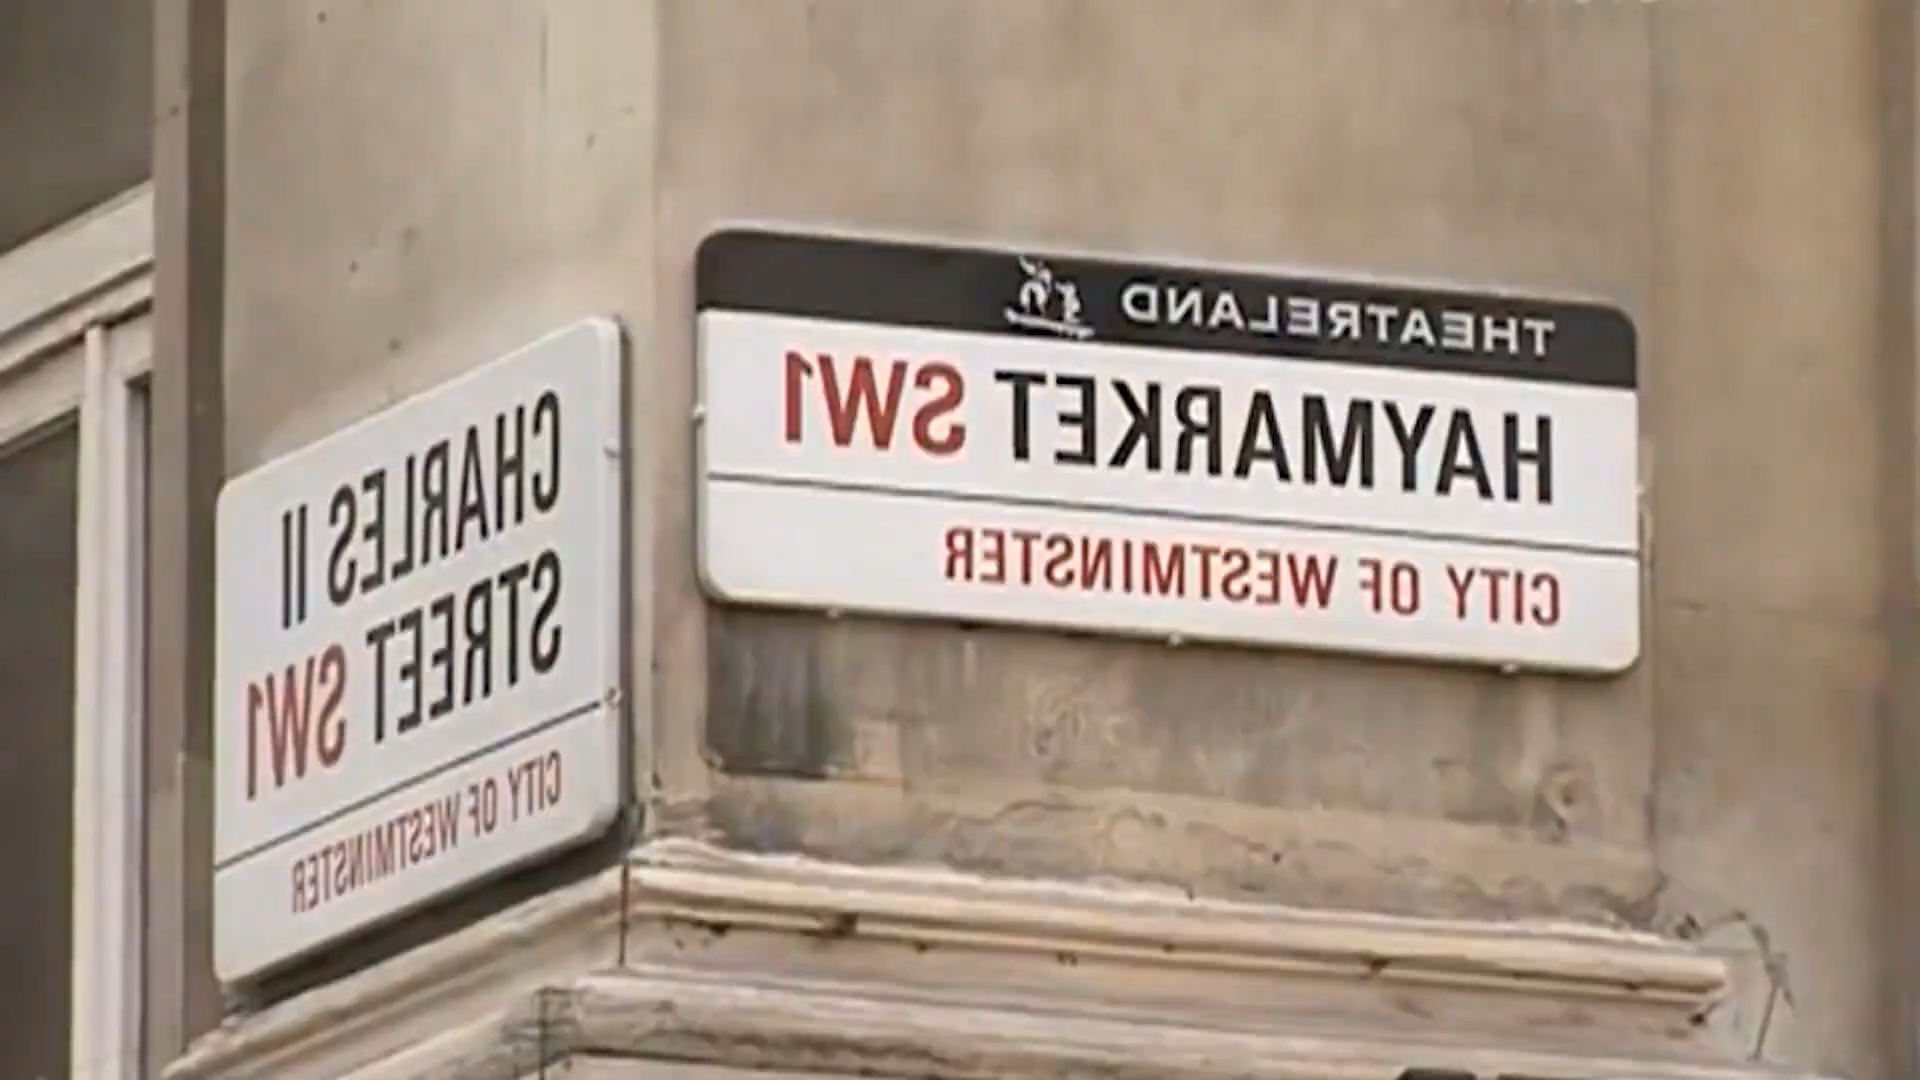 THEATRELAND
HAYMARKET SW1
CITY OF WESTMINSTER
CHARLES II
STREET SW1
CITY OF WESTMINSTER